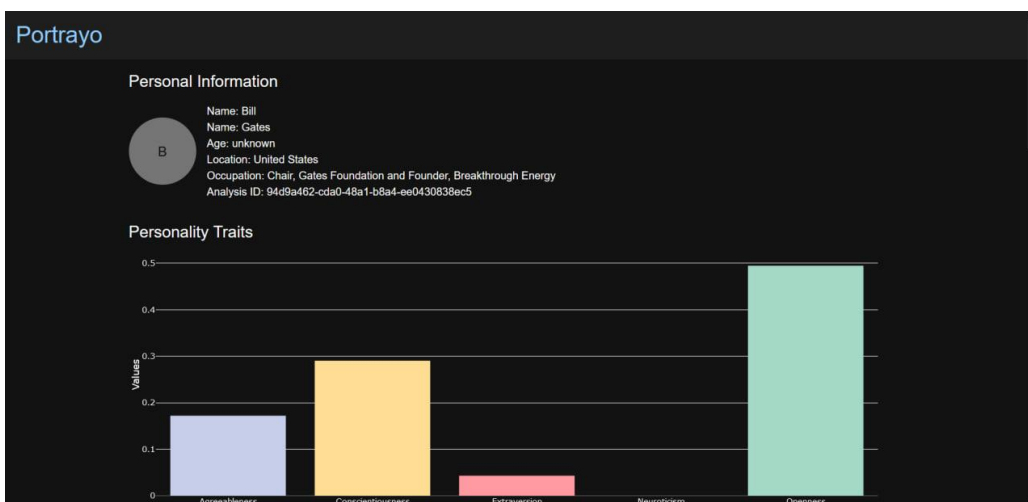 Portrayo
Personal Information
B
Name: Bill
Name: Gates
Age: unknown
Location: United States
Occupation: Chair, Gates Foundation and Founder, Breakthrough Energy
Analysis ID: 94d9a462-cda0-48a1-b8a4-ee0430838ec5
Personality Traits
0.5
0.4
0.3
Values
0.2
0.1
0
Agreeableness Conscientiousness Extraversion Neuroticism Openness